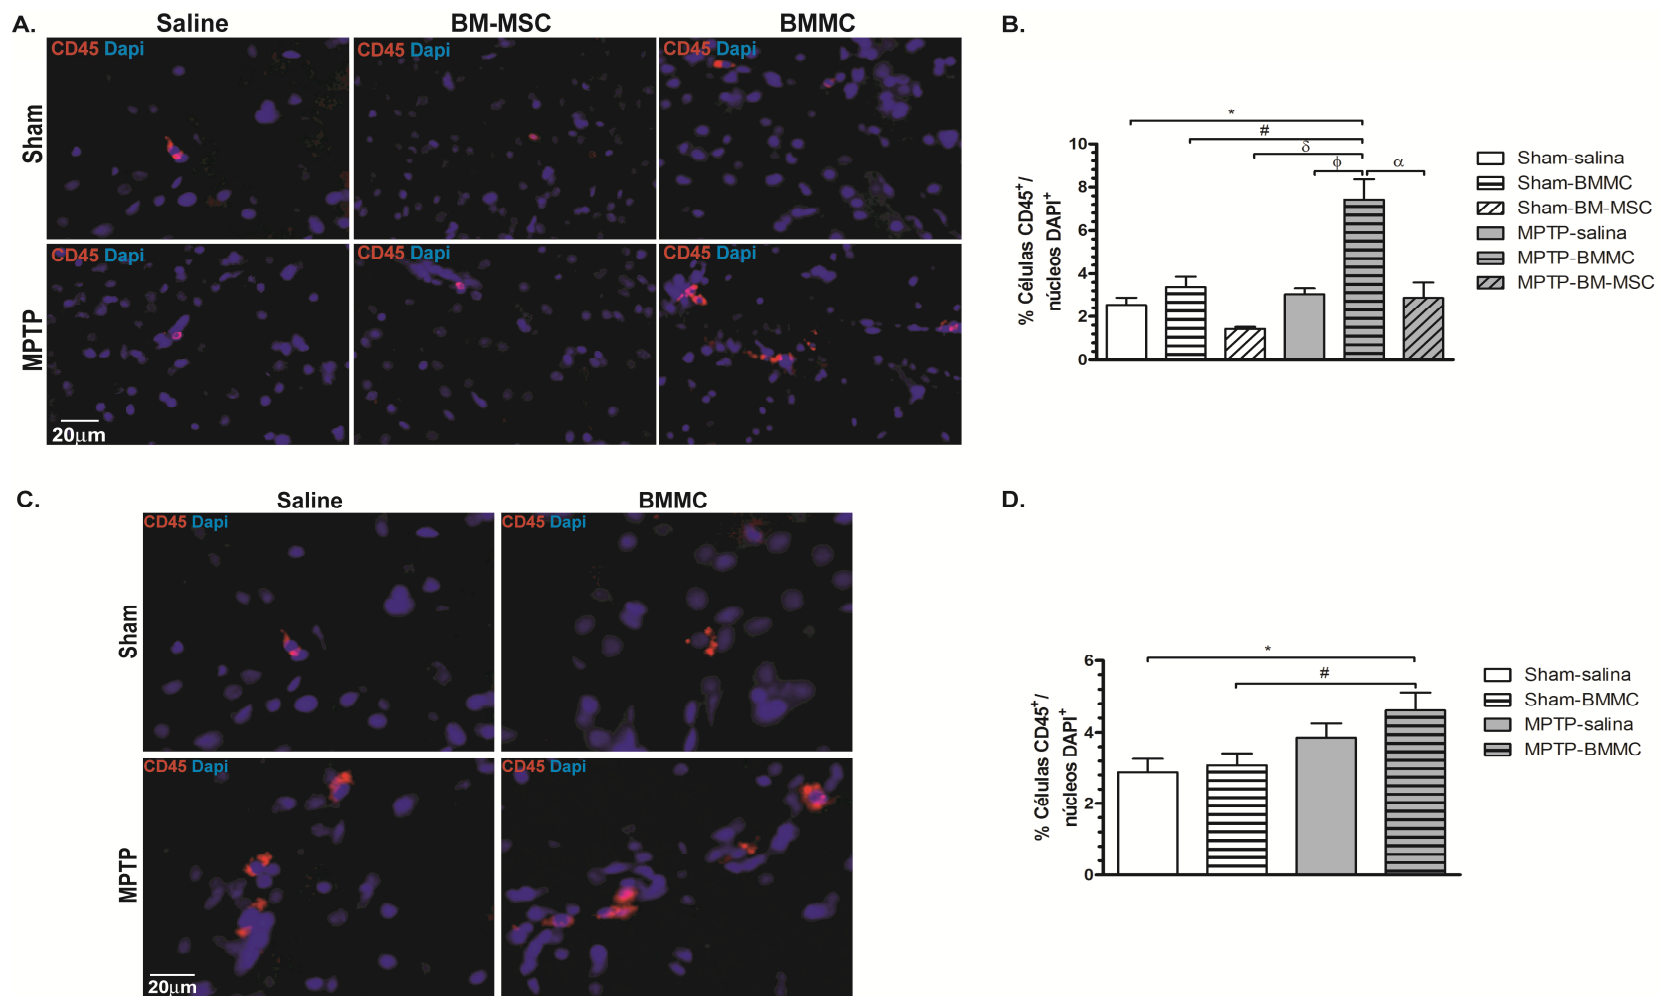 A.
Saline BM-MSC BMMC
CD45 Dapi CD45 Dapi CD45 Dapi
Sham
CD45 Dapi CD45 Dapi CD45 Dapi
MPTP
20µm
B.
* 
#
δ
ϕ α
10
8
6
4
2
0
% Células CD45⁺/
núcleos DAPI⁺
Sham-salina
Sham-BMMC
Sham-BM-MSC
MPTP-salina
MPTP-BMMC
MPTP-BM-MSC
C.
Saline BMMC
CD45 Dapi CD45 Dapi
Sham
CD45 Dapi CD45 Dapi
MPTP
20µm
D.
*
#
6
4
2
0
% Células CD45⁺/
núcleos DAPI⁺
Sham-salina
Sham-BMMC
MPTP-salina
MPTP-BMMC